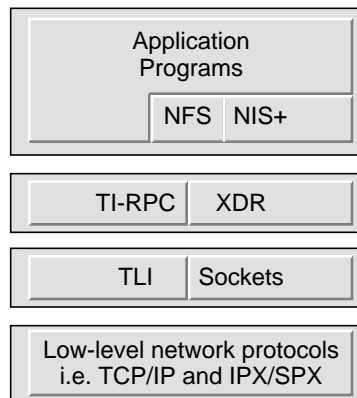 Application
Programs
NFS NIS+
TI-RPC XDR
TLI Sockets
Low-level network protocols
i.e. TCP/IP and IPX/SPX